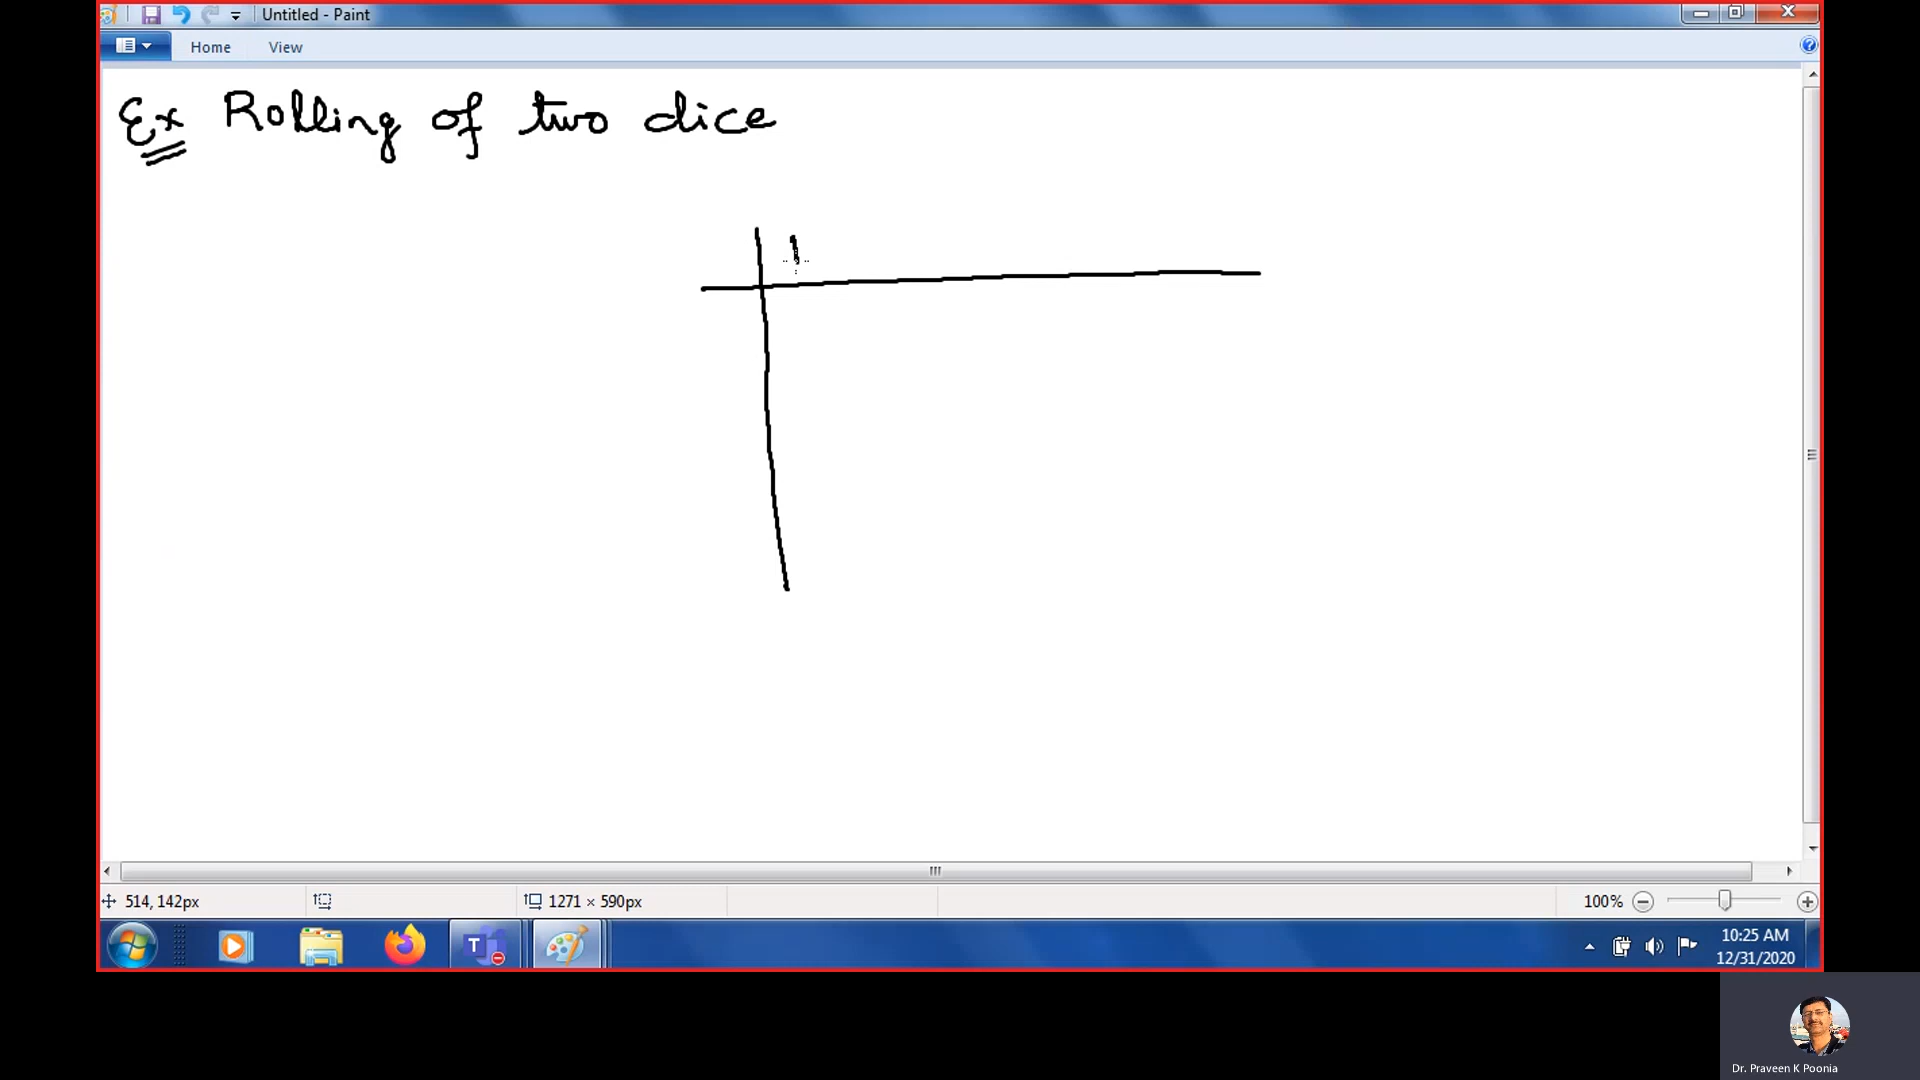 Untitled - Paint
Home View
Ex Rolling of two dice
1
514, 142px
1271 × 590px
100%
T
10:25 AM
12/31/2020
Dr. Praveen K Poonia